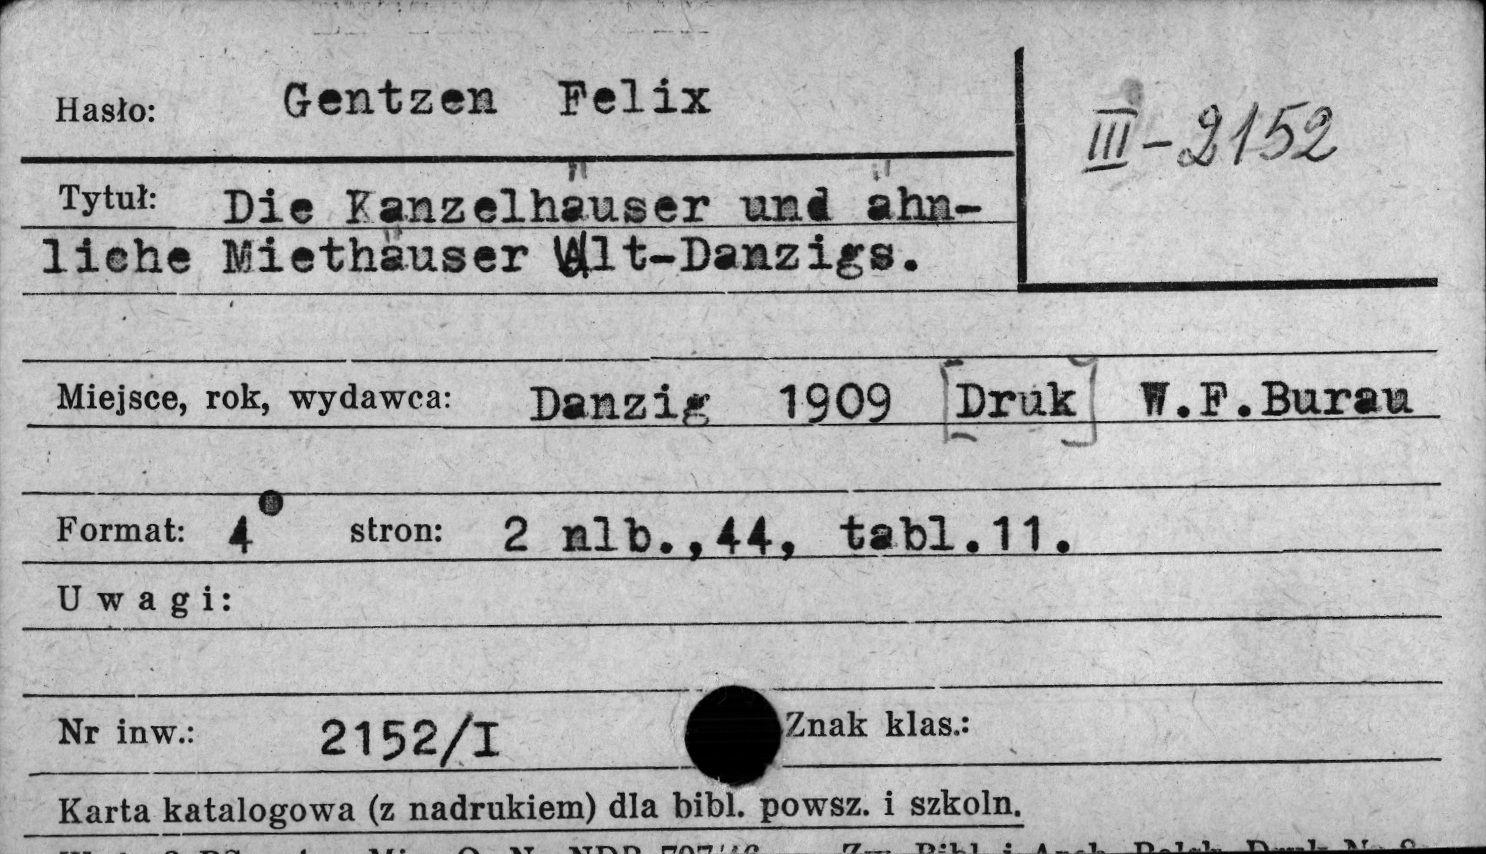 Hasło: Gentzen Felix
III-2152
Tytuł: Die Kanzelhäuser und ähn-
liche Miethäuser Alt-Danzigs.
Miejsce, rok, wydawca: Danzig 1909 [Druk] W.F.Burau
Format: 4° stron: 2 nlb.,44, tabl.11.
Uwagi:
Nr inw.: 2152/I Znak klas.:
Karta katalogowa (z nadrukiem) dla bibl. powsz. i szkoln.